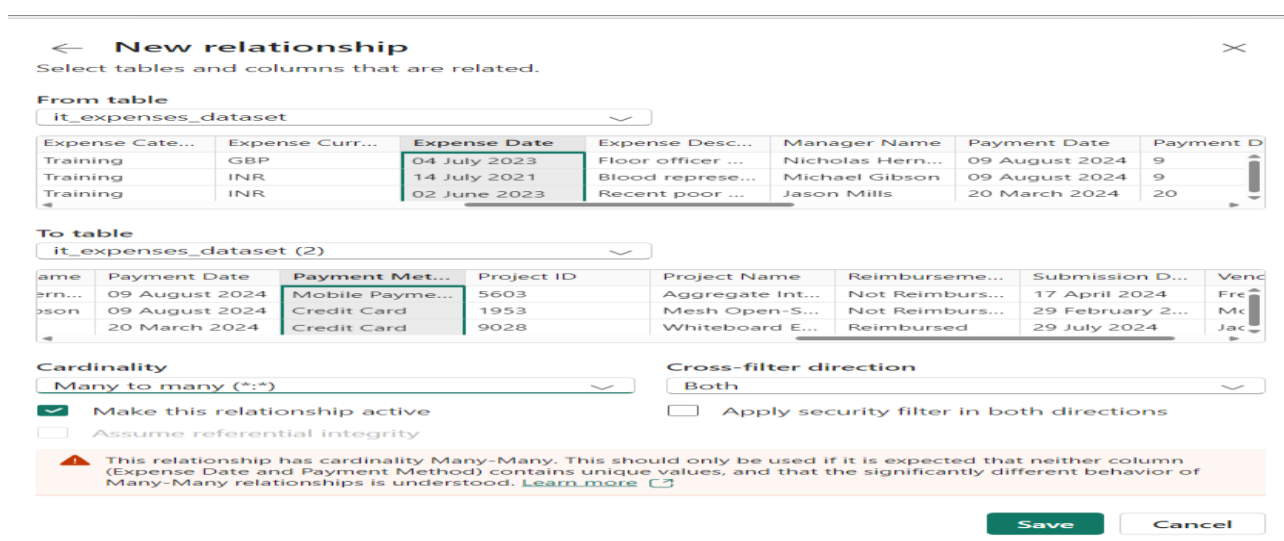 New relationship
Select tables and columns that are related.
From table
it_expenses_dataset
Expense Cate... Expense Curr... Expense Date Expense Desc... Manager Name Payment Date Payment D
Training GBP 04 July 2023 Floor officer ... Nicholas Hern... 09 August 2024 9
Training INR 14 July 2021 Blood represe... Michael Gibson 09 August 2024 9
Training INR 02 June 2023 Recent poor ... Jason Mills 20 March 2024 20
To table
it_expenses_dataset (2)
ame Payment Date Payment Met... Project ID Project Name Reimburseme... Submission D... Vend
ern... 09 August 2024 Mobile Payme... 5603 Aggregate Int... Not Reimburs... 17 April 2024 Fre
oson 09 August 2024 Credit Card 1953 Mesh Open-S... Not Reimburs... 29 February 2... Mc
20 March 2024 Credit Card 9028 Whiteboard E... Reimbursed 29 July 2024 Jac
Cardinality Cross-filter direction
Many to many (*:*) Both
Make this relationship active Apply security filter in both directions
Assume referential integrity
This relationship has cardinality Many-Many. This should only be used if it is expected that neither column
(Expense Date and Payment Method) contains unique values, and that the significantly different behavior of
Many-Many relationships is understood. Learn more
Save Cancel